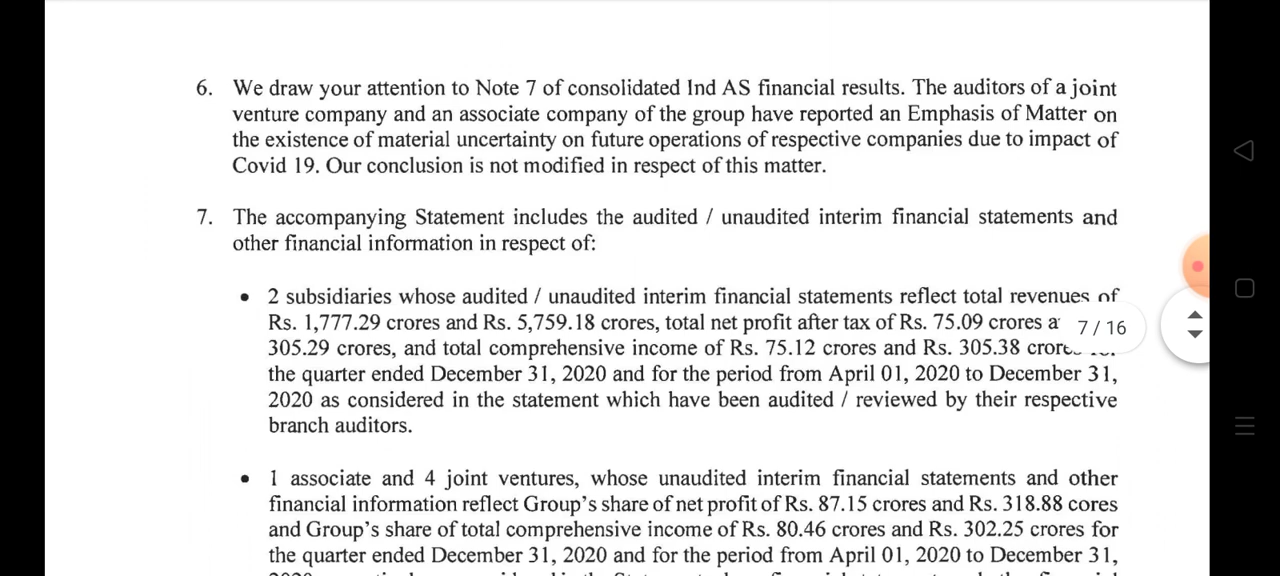 6. We draw your attention to Note 7 of consolidated Ind AS financial results. The auditors of a joint
venture company and an associate company of the group have reported an Emphasis of Matter on
the existence of material uncertainty on future operations of respective companies due to impact of
Covid 19. Our conclusion is not modified in respect of this matter.
7. The accompanying Statement includes the audited / unaudited interim financial statements and
other financial information in respect of:
• 2 subsidiaries whose audited / unaudited interim financial statements reflect total revenues of
Rs. 1,777.29 crores and Rs. 5,759.18 crores, total net profit after tax of Rs. 75.09 crores
7 / 16
305.29 crores, and total comprehensive income of Rs. 75.12 crores and Rs. 305.38
the quarter ended December 31, 2020 and for the period from April 01, 2020 to December 31,
2020 as considered in the statement which have been audited / reviewed by their respective
branch auditors.
• 1 associate and 4 joint ventures, whose unaudited interim financial statements and other
financial information reflect Group's share of net profit of Rs. 87.15 crores and Rs. 318.88 cores
and Group's share of total comprehensive income of Rs. 80.46 crores and Rs. 302.25 crores for
the quarter ended December 31, 2020 and for the period from April 01, 2020 to December 31,